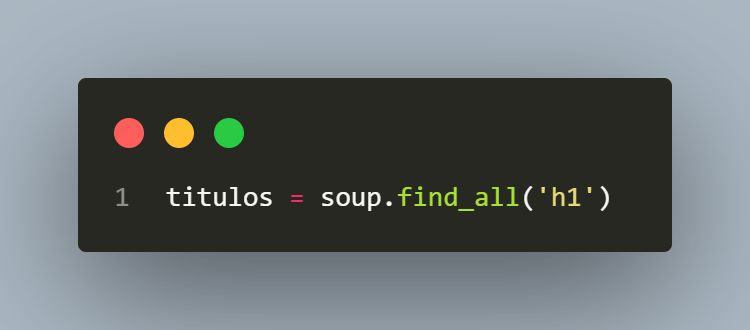 1 titulos = soup.find_all('h1')